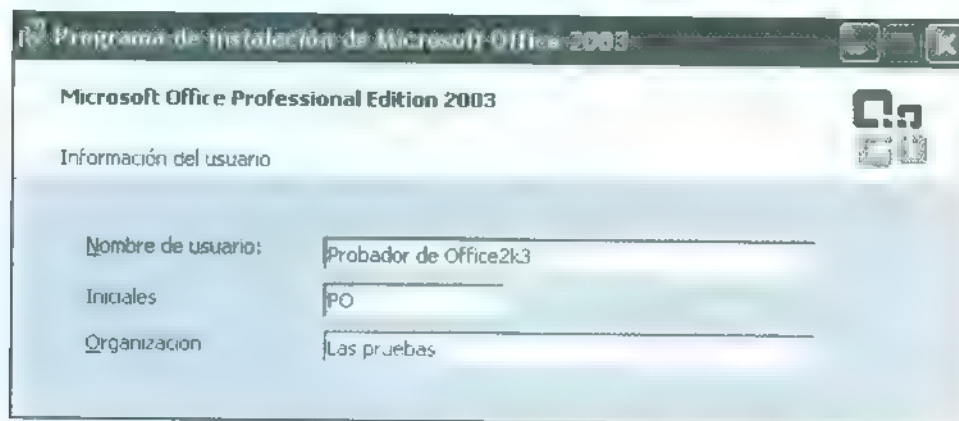 Programa de instalación de Microsoft Office 2003
Microsoft Office Professional Edition 2003
Información del usuario
Nombre de usuario: Probador de Office2k3
Iniciales PO
Organización Las pruebas